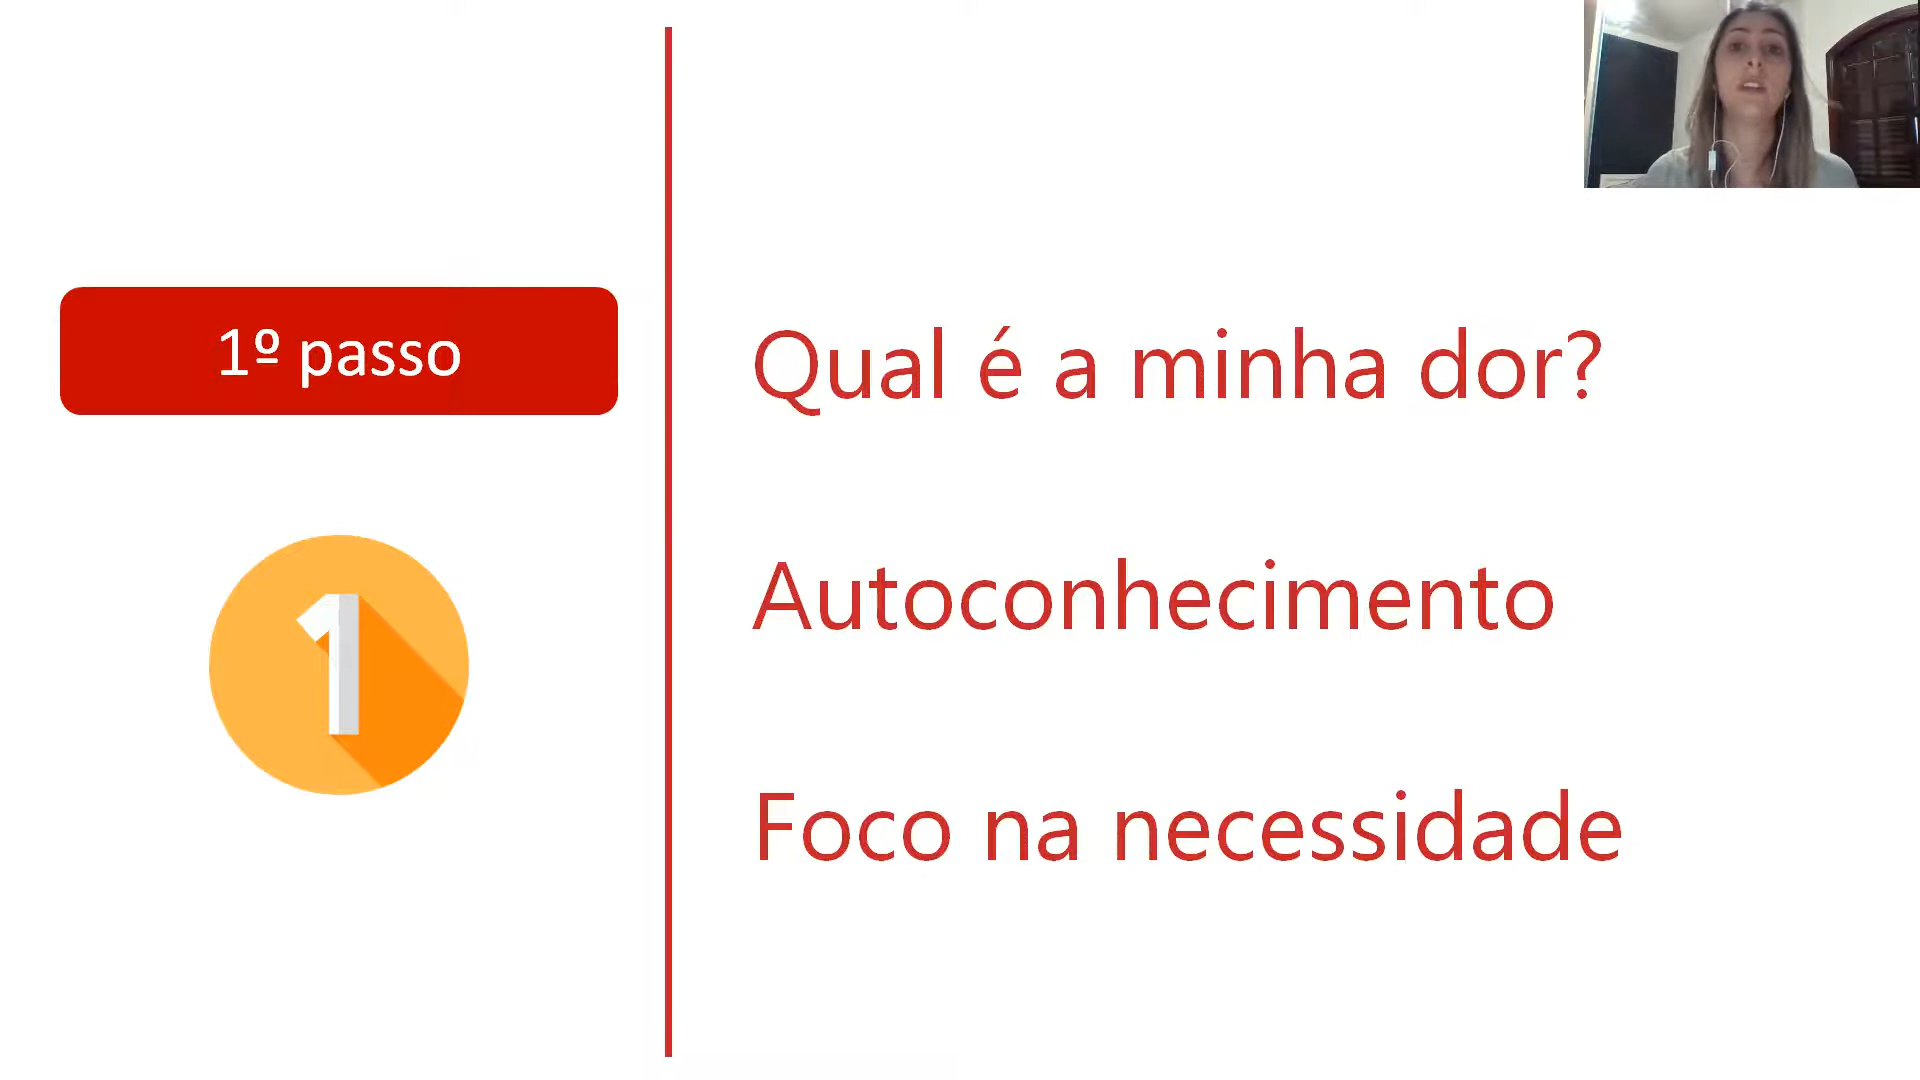 1º passo
1
Qual é a minha dor?
Autoconhecimento
Foco na necessidade